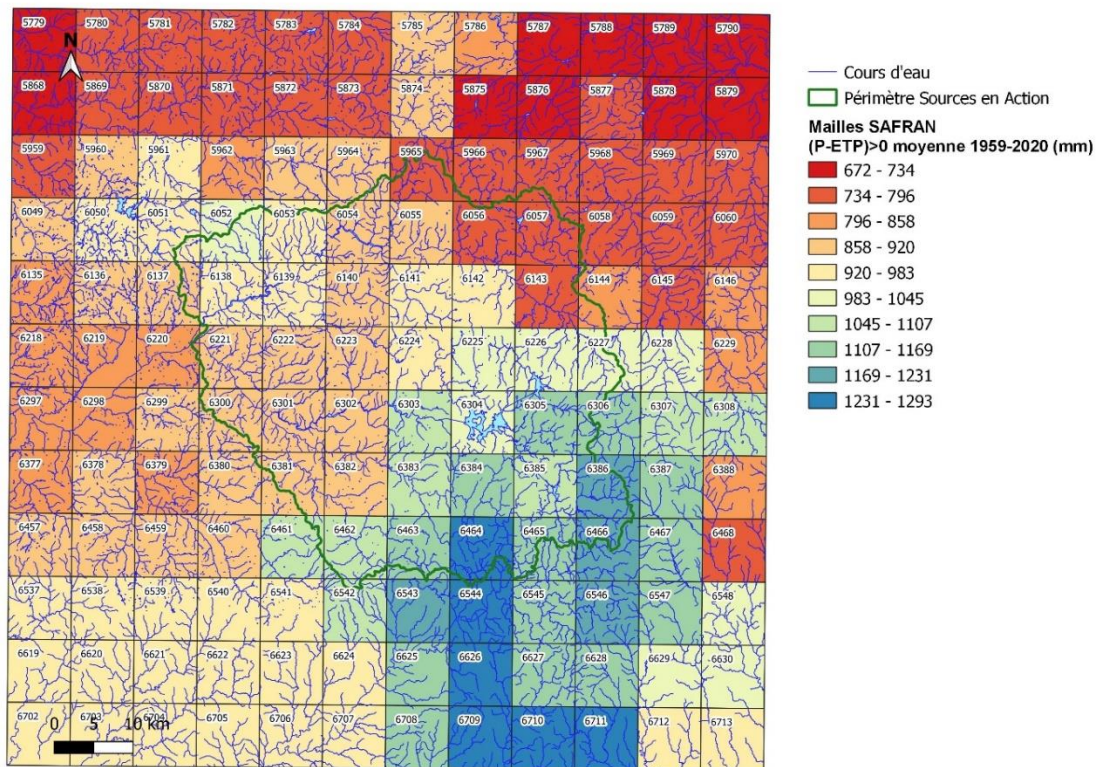 5779 5780 5781 5782 5783 5784 5785 5786 5787 5788 5789 5790
N
5868 5869 5870 5871 5872 5873 5874 5875 5876 5877 5878 5879
5959 5960 5961 5962 5963 5964 5965 5966 5967 5968 5969 5970
6049 6050 6051 6052 6053 6054 6055 6056 6057 6058 6059 6060
6135 6136 6137 6138 6139 6140 6141 6142 6143 6144 6145 6146
6218 6219 6220 6221 6222 6223 6224 6225 6226 6227 6228 6229
6297 6298 6299 6300 6301 6302 6303 6304 6305 6306 6307 6308
6377 6378 6379 6380 6381 6382 6383 6384 6385 6386 6387 6388
6457 6458 6459 6460 6461 6462 6463 6464 6465 6466 6467 6468
6537 6538 6539 6540 6541 6542 6543 6544 6545 6546 6547 6548
6619 6620 6621 6622 6623 6624 6625 6626 6627 6628 6629 6630
6702 6703 6704 6705 6706 6707 6708 6709 6710 6711 6712 6713
0 5 10 km
Cours d'eau
Périmètre Sources en Action
Mailles SAFRAN
(P-ETP)>0 moyenne 1959-2020 (mm)
672 - 734
734 - 796
796 - 858
858 - 920
920 - 983
983 - 1045
1045 - 1107
1107 - 1169
1169 - 1231
1231 - 1293